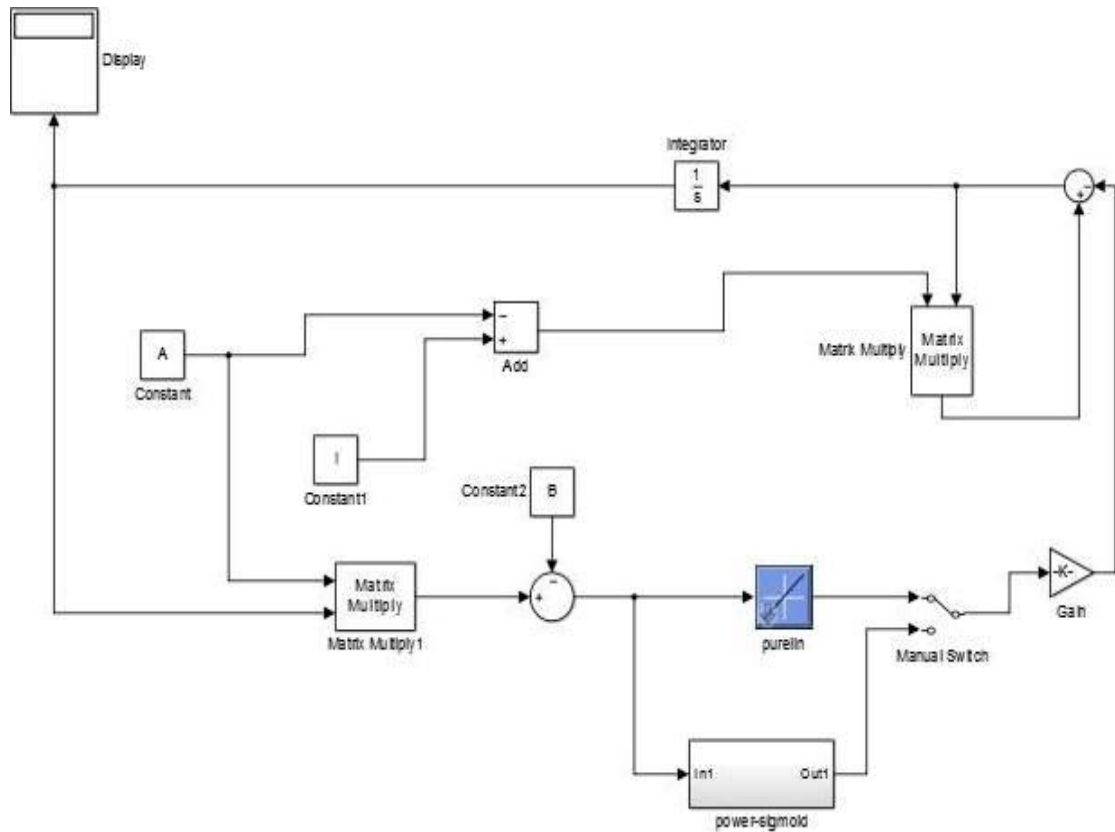 Display
Integrator
1
s
-
+
A
Constant
-
+
Add
Matrix Multiply
Matrix
Multiply
I
Constant1
Constant2
B
-
+
Matrix
Multiply
Matrix Multiply1
purelin
Manual Switch
-K-
Gain
In1
Out1
power-sigmoid